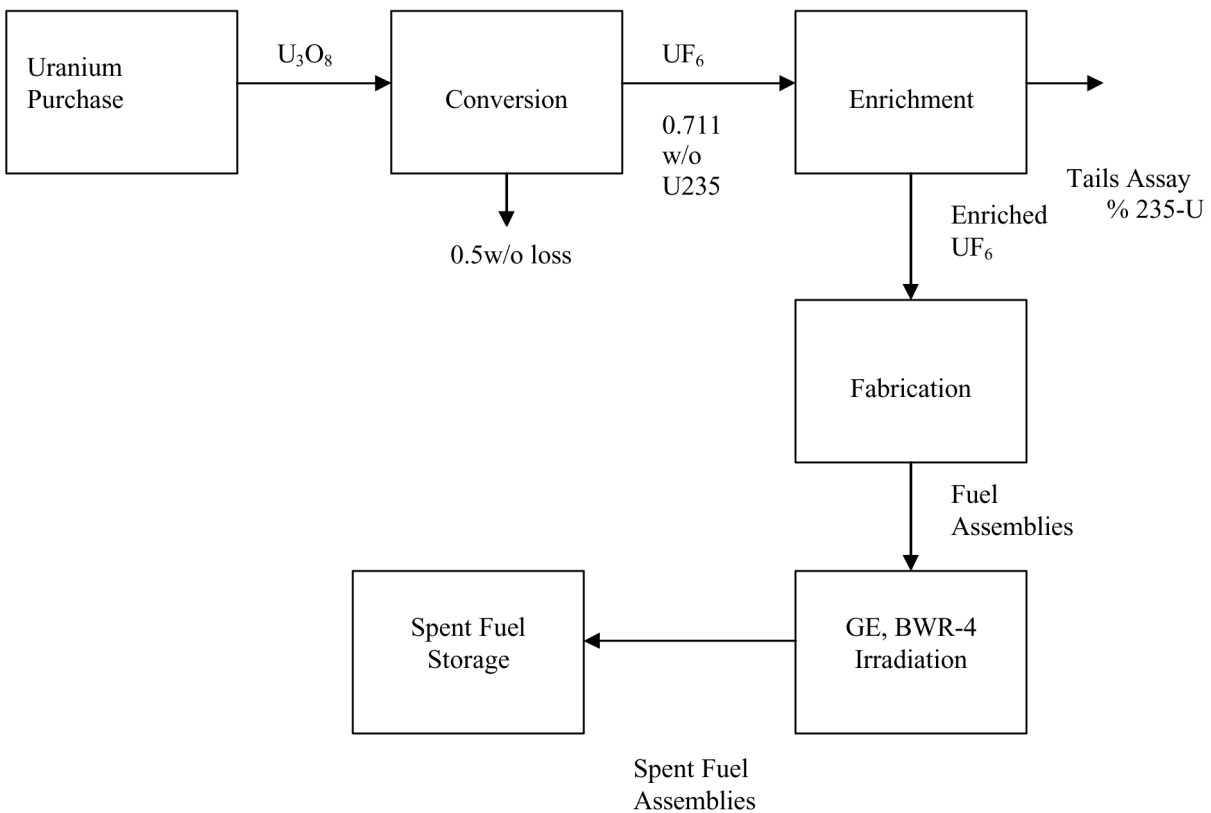 Uranium
Purchase
U₃O₈
Conversion
0.5w/o loss
UF₆
0.711
w/o
U235
Enrichment
Tails Assay
% 235-U
Enriched
UF₆
Fabrication
Fuel
Assemblies
GE, BWR-4
Irradiation
Spent Fuel
Storage
Spent Fuel
Assemblies